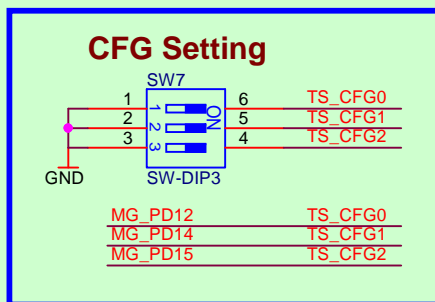 CFG Setting
SW7
1 1 6 TS_CFG0
2 2 ON 5 TS_CFG1
3 3 4 TS_CFG2
GND SW-DIP3
MG_PD12 TS_CFG0
MG_PD14 TS_CFG1
MG_PD15 TS_CFG2